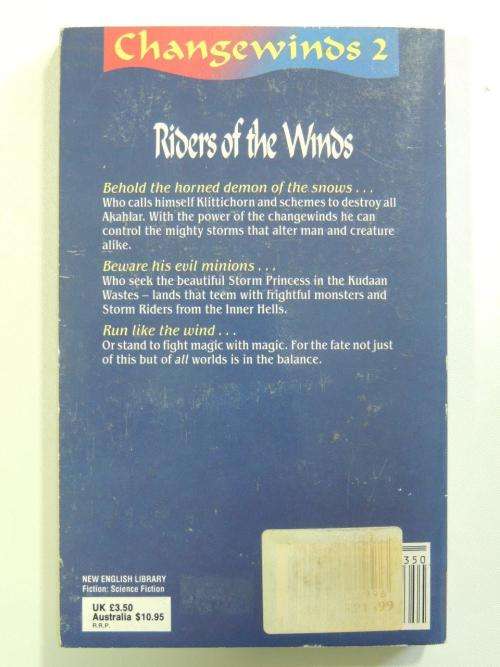 Changewinds 2
Riders of the Winds
Behold the horned demon of the snows . . .
Who calls himself Klittichorn and schemes to destroy all
Akahlar. With the power of the changewinds he can
control the mighty storms that alter man and creature
alike.
Beware his evil minions . . .
Who seek the beautiful Storm Princess in the Kudaan
Wastes – lands that teem with frightful monsters and
Storm Riders from the Inner Hells.
Run like the wind . . .
Or stand to fight magic with magic. For the fate not just
of this but of all worlds is in the balance.
350
NEW ENGLISH LIBRARY
Fiction: Science Fiction
UK £3.50
Australia $10.95
R.R.P.